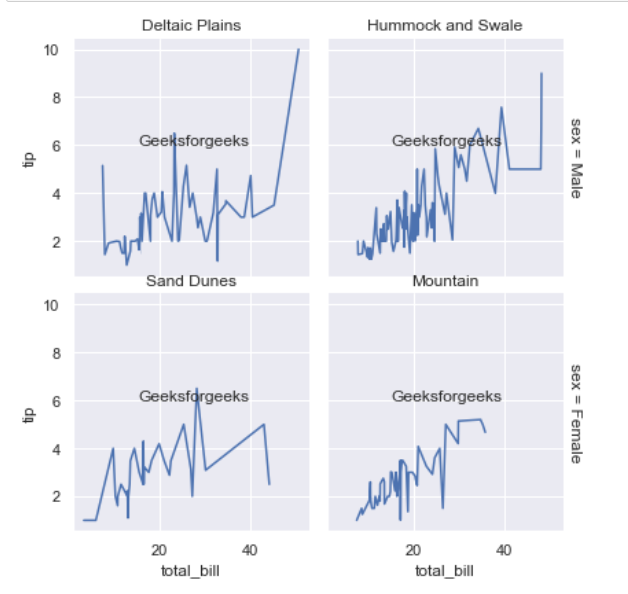 Deltaic Plains
Hummock and Swale
10
8
6
4
2
tip
Geeksforgeeks
Geeksforgeeks
sex = Male
Sand Dunes
Mountain
10
8
6
4
2
tip
Geeksforgeeks
Geeksforgeeks
sex = Female
20 40
20 40
total_bill
total_bill